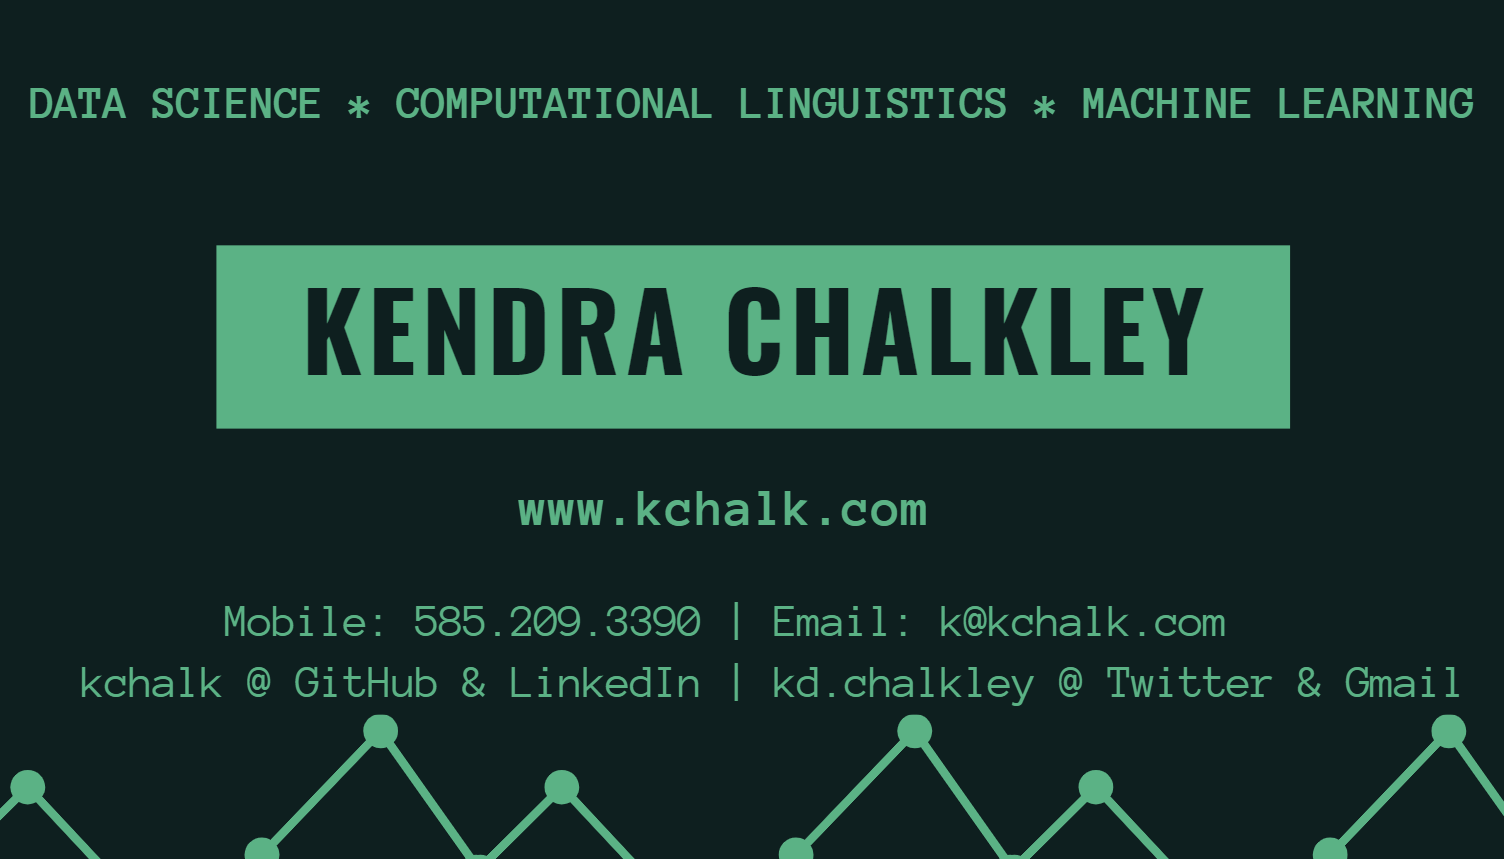 DATA SCIENCE * COMPUTATIONAL LINGUISTICS * MACHINE LEARNING
KENDRA CHALKLEY
www.kchalk.com
Mobile: 585.209.3390 | Email: k@kchalk.com
kchalk @ GitHub & LinkedIn | kd.chalkley @ Twitter & Gmail